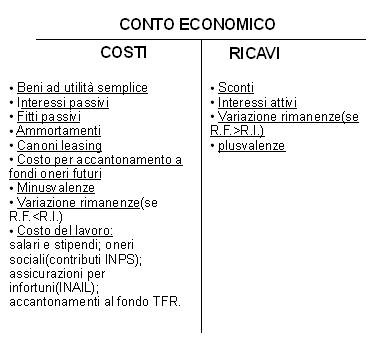 CONTO ECONOMICO
COSTI
• Beni ad utilità semplice
• Interessi passivi
• Fitti passivi
• Ammortamenti
• Canoni leasing
• Costo per accantonamento a
fondi oneri futuri
• Minusvalenze
• Variazione rimanenze(se
R.F.<R.I.)
• Costo del lavoro:
salari e stipendi; oneri
sociali(contributi INPS);
assicurazioni per
infortuni(INAIL);
accantonamenti al fondo TFR.
RICAVI
• Sconti
• Interessi attivi
• Variazione rimanenze(se
R.F.>R.I.)
• plusvalenze